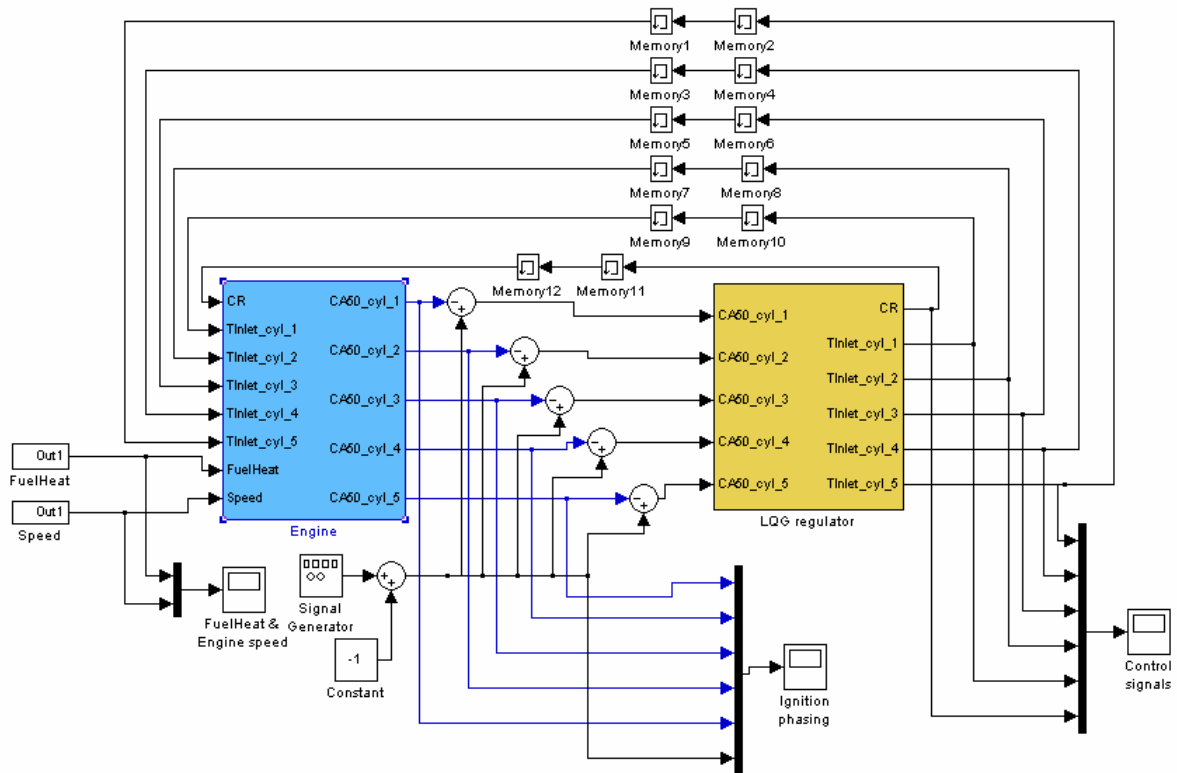 Memory1
Memory2
Memory3
Memory4
Memory5
Memory6
Memory7
Memory8
Memory9
Memory10
Memory12
Memory11
CR
TInlet_cyl_1
TInlet_cyl_2
TInlet_cyl_3
TInlet_cyl_4
TInlet_cyl_5
FuelHeat
Speed
CA50_cyl_1
CA50_cyl_2
CA50_cyl_3
CA50_cyl_4
CA50_cyl_5
Engine
CA50_cyl_1
CA50_cyl_2
CA50_cyl_3
CA50_cyl_4
CA50_cyl_5
CR
TInlet_cyl_1
TInlet_cyl_2
TInlet_cyl_3
TInlet_cyl_4
TInlet_cyl_5
LQG regulator
Out1
FuelHeat
Out1
Speed
FuelHeat &
Engine speed
Signal
Generator
-1
Constant
Ignition
phasing
Control
signals